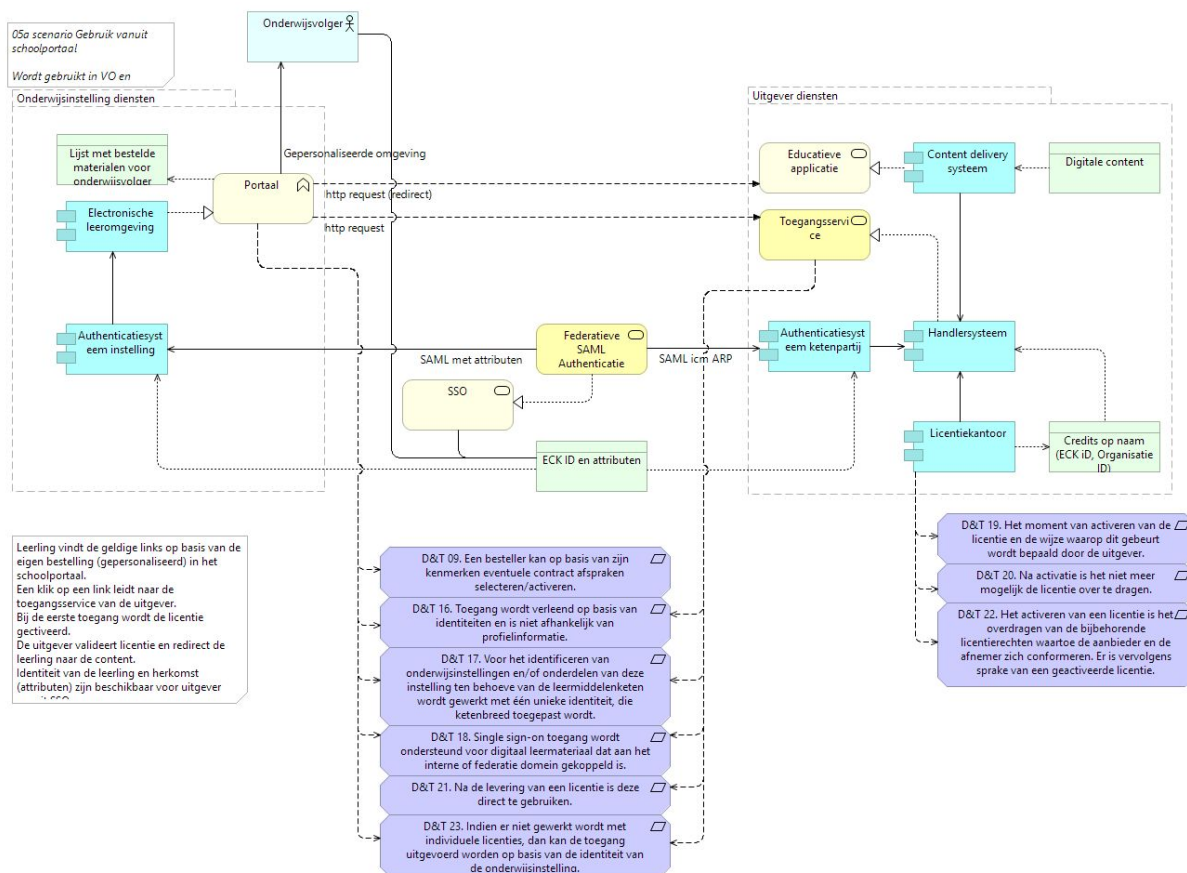 05a scenario Gebruik vanuit
schoolportaal
Wordt gebruikt in VO en
Onderwijsvolger
Onderwijsinstelling diensten
Lijst met bestelde
materialen voor
onderwijsvolger
Portaal
Electronische
leeromgeving
Authenticatiesyst
eem instelling
Gepersonaliseerde omgeving
http request (redirect)
http request
SAML met attributen
Federatieve
SAML
Authenticatie
SAML icm ARP
SSO
ECK ID en attributen
Uitgever diensten
Educatieve
applicatie
Content delivery
systeem
Digitale content
Toegangsserv
ice
Authenticatiesyst
eem ketenpartij
Handlersysteem
Licentiekantoor
Credits op naam
(ECK iD, Organisatie
ID)
Leerling vindt de geldige links op basis van de
eigen bestelling (gepersonaliseerd) in het
schoolportaal.
Een klik op een link leidt naar de
toegangsservice van de uitgever.
Bij de eerste toegang wordt de licentie
gectiveerd.
De uitgever valideert licentie en redirect de
leerling naar de content.
Identiteit van de leerling en herkomst
(attributen) zijn beschikbaar voor uitgever
D&T 09. Een besteller kan op basis van zijn
kenmerken eventuele contract afspraken
selecteren/activeren.
D&T 16. Toegang wordt verleend op basis van
identiteiten en is niet afhankelijk van
profielinformatie.
D&T 17. Voor het identificeren van
onderwijsinstellingen en/of onderdelen van deze
instelling ten behoeve van de leermiddelenketen
wordt gewerkt met één unieke identiteit, die
ketenbreed toegepast wordt.
D&T 18. Single sign-on toegang wordt
ondersteund voor digitaal leermateriaal dat aan het
interne of federatie domein gekoppeld is.
D&T 21. Na de levering van een licentie is deze
direct te gebruiken.
D&T 23. Indien er niet gewerkt wordt met
individuele licenties, dan kan de toegang
uitgevoerd worden op basis van de identiteit van
de onderwijsinstelling.
D&T 19. Het moment van activeren van de
licentie en de wijze waarop dit gebeurt
wordt bepaald door de uitgever.
D&T 20. Na activatie is het niet meer
mogelijk de licentie over te dragen.
D&T 22. Het activeren van een licentie is het
overdragen van de bijbehorende
licentierechten waartoe de aanbieder en de
afnemer zich conformeren. Er is vervolgens
sprake van een geactiveerde licentie.